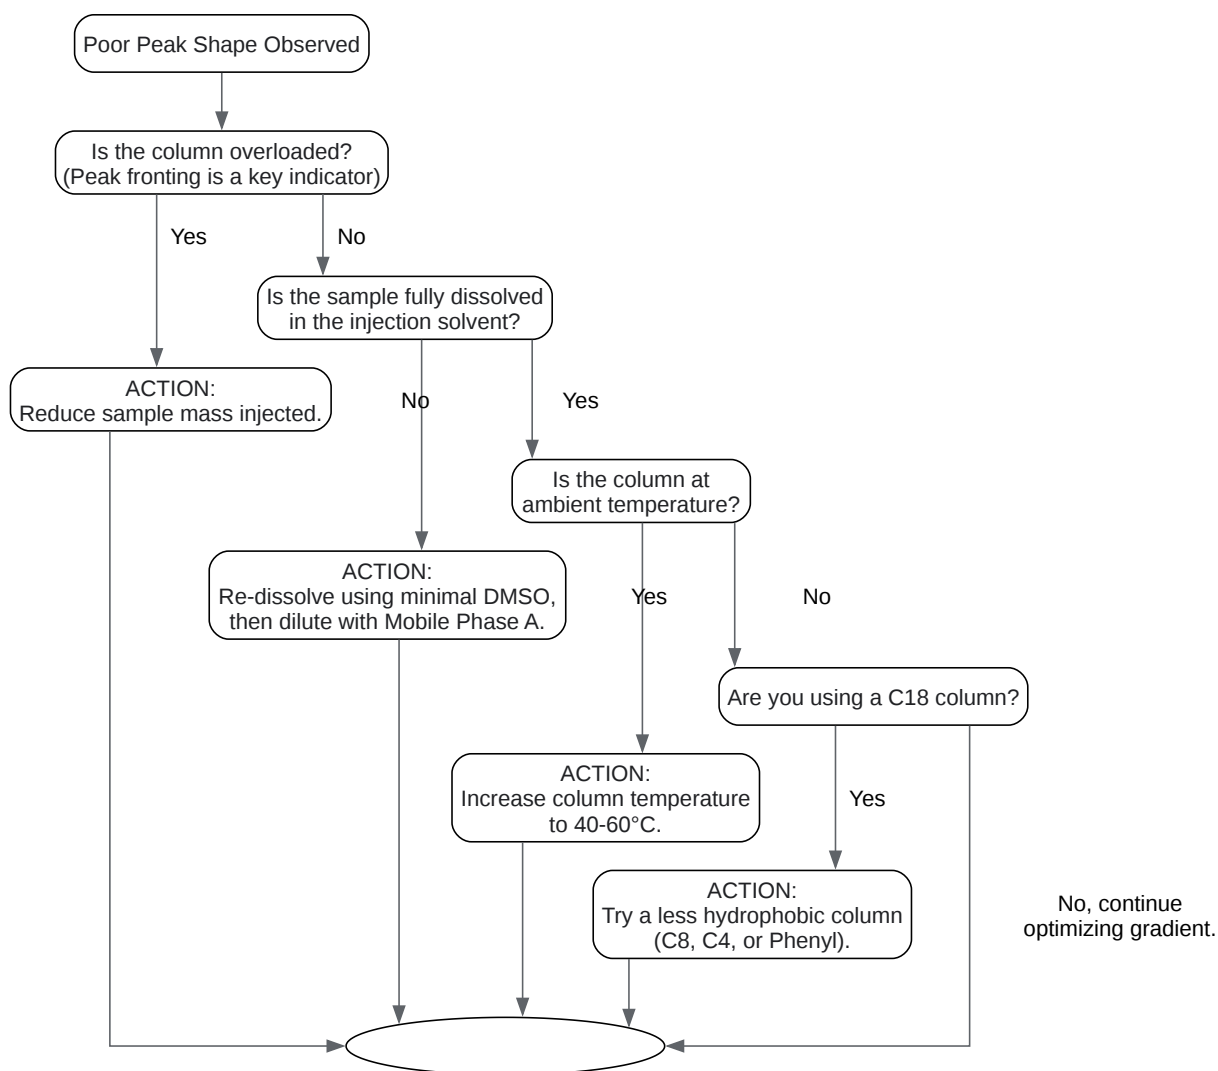 Poor Peak Shape Observed
Is the column overloaded?
(Peak fronting is a key indicator)
Yes
No
Is the sample fully dissolved
in the injection solvent?
ACTION:
Reduce sample mass injected.
No
Yes
Is the column at
ambient temperature?
ACTION:
Re-dissolve using minimal DMSO,
then dilute with Mobile Phase A.
Yes
No
Are you using a C18 column?
ACTION:
Increase column temperature
to 40-60°C.
Yes
ACTION:
Try a less hydrophobic column
(C8, C4, or Phenyl).
No, continue
optimizing gradient.